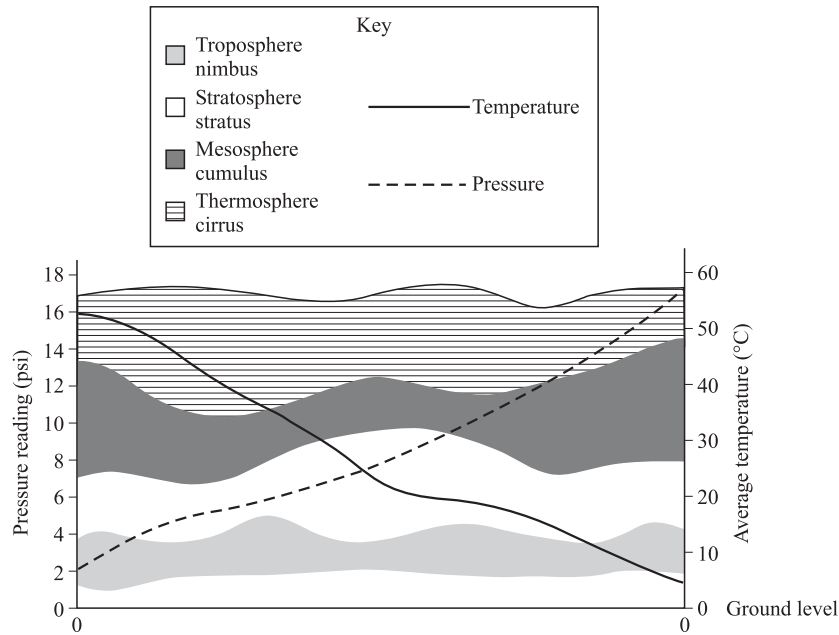 Key
Troposphere
nimbus
Stratosphere
stratus
Mesosphere
cumulus
Thermosphere
cirrus
Temperature
Pressure
18
16
14
12
10
8
6
4
2
0
Pressure reading (psi)
60
50
40
30
20
10
0
Average temperature (°C)
Ground level
0
0